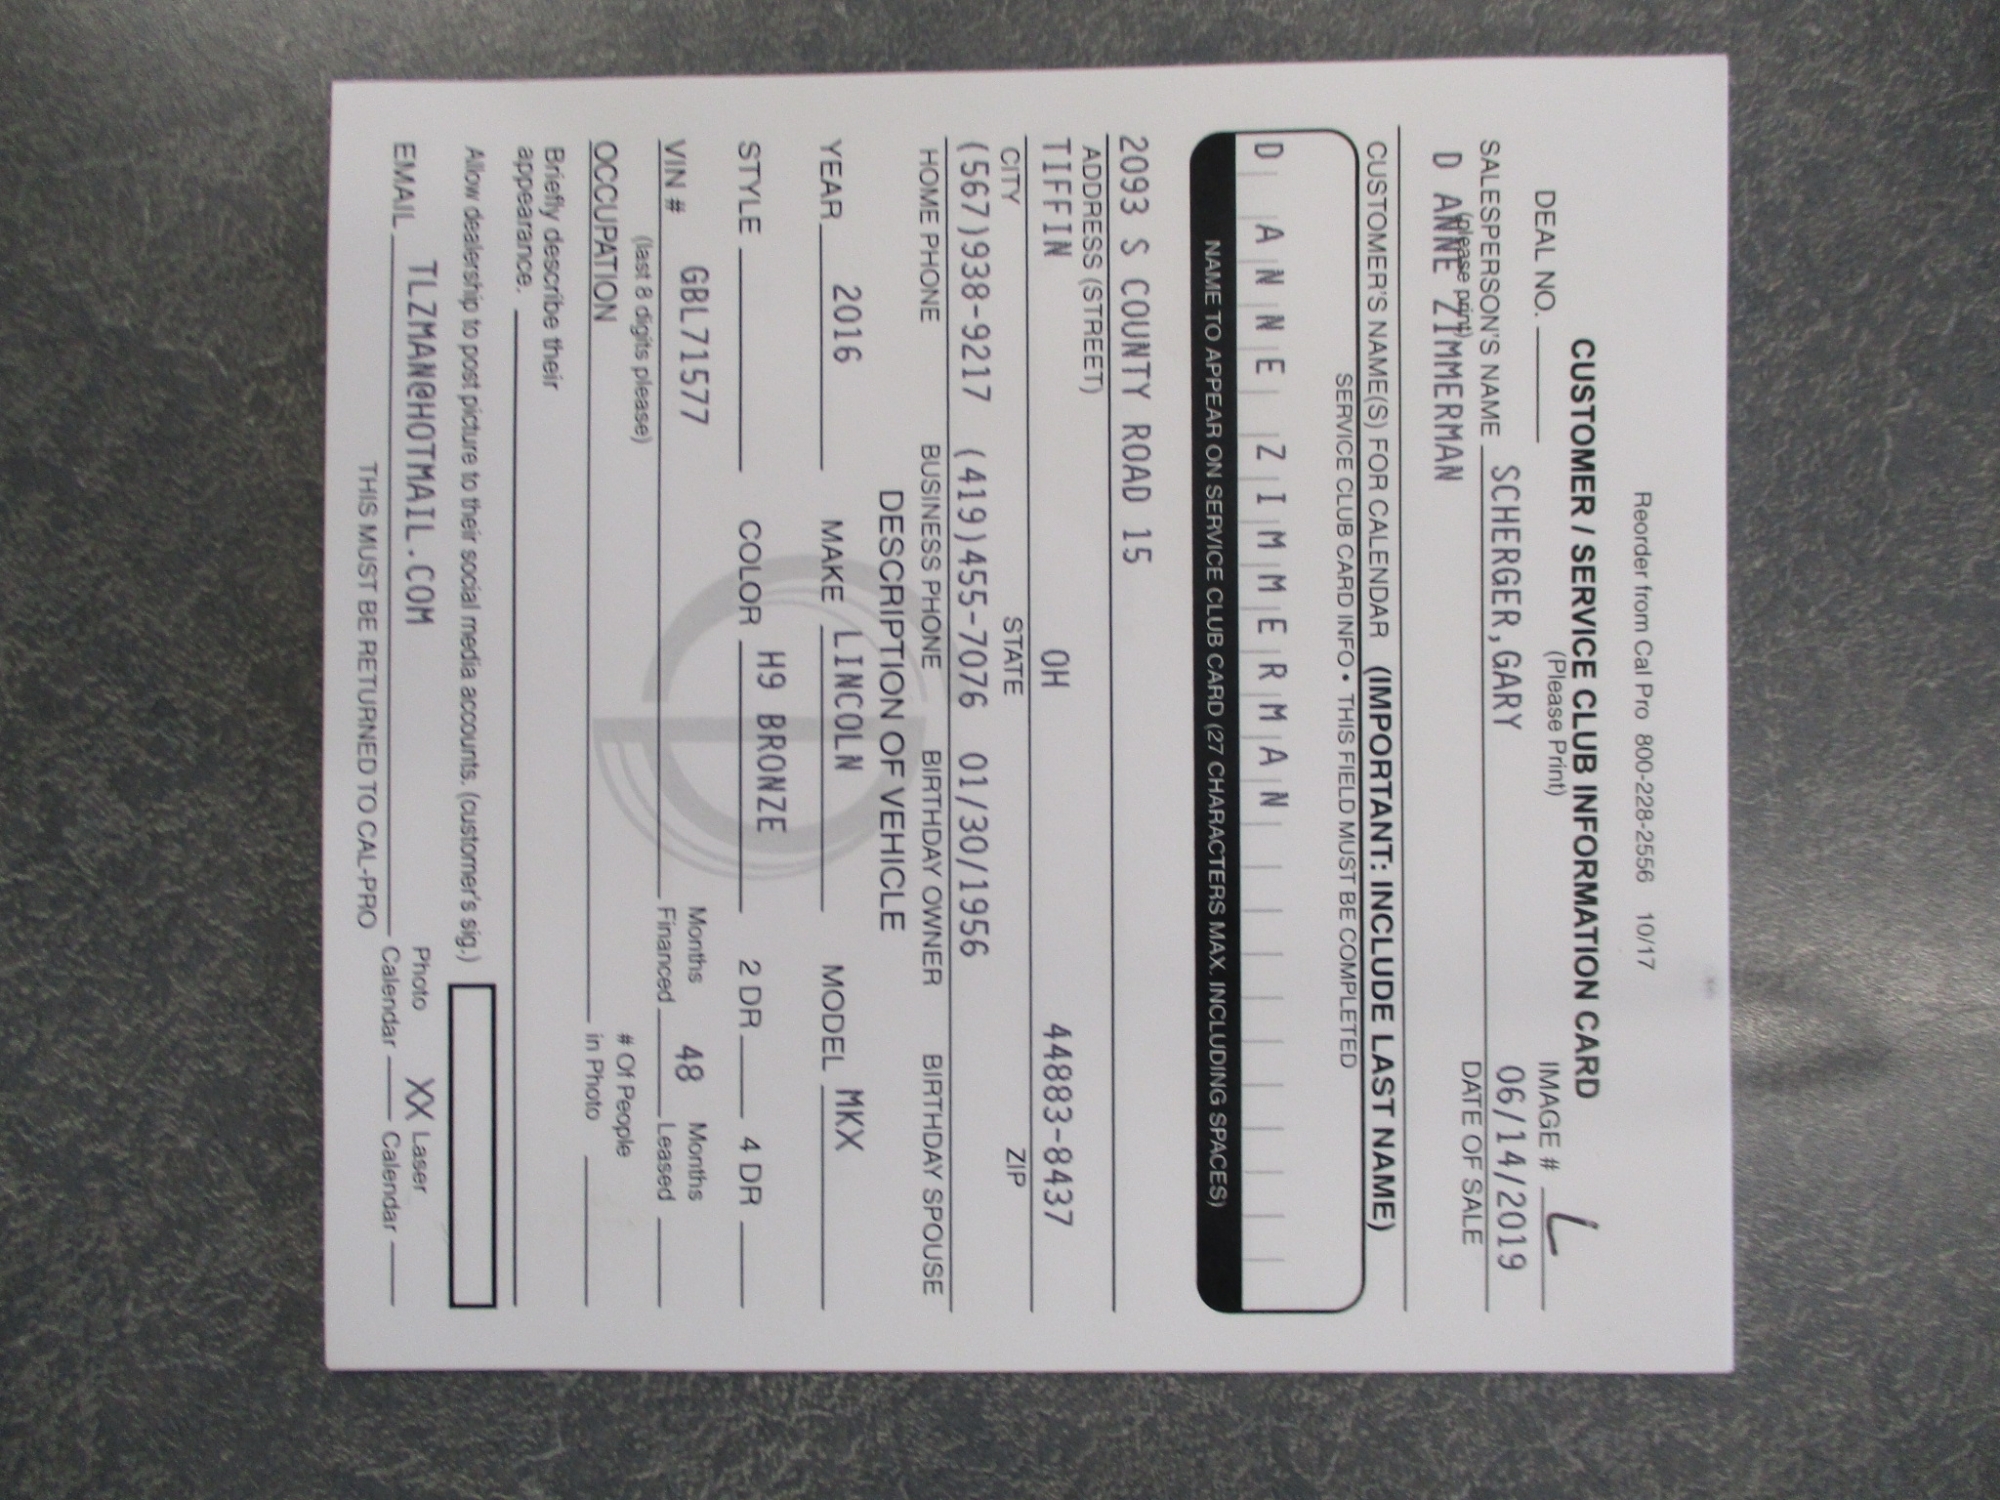 Reorder from Cal Pro 800-228-2556 10/17
CUSTOMER / SERVICE CLUB INFORMATION CARD
(Please Print)
DEAL NO. IMAGE # L
SCHERGER,GARY 06/14/2019
SALESPERSON'S NAME DATE OF SALE
(please print)
D ANNE ZIMMERMAN
CUSTOMER'S NAME(S) FOR CALENDAR (IMPORTANT: INCLUDE LAST NAME)
SERVICE CLUB CARD INFO • THIS FIELD MUST BE COMPLETED
D ANNE ZIMMERMAN
NAME TO APPEAR ON SERVICE CLUB CARD (27 CHARACTERS MAX. INCLUDING SPACES)
2093 S COUNTY ROAD 15
ADDRESS (STREET)
TIFFIN OH 44883-8437
CITY STATE ZIP
(567)938-9217 (419)455-7076 01/30/1956
HOME PHONE BUSINESS PHONE BIRTHDAY OWNER BIRTHDAY SPOUSE
DESCRIPTION OF VEHICLE
YEAR 2016 MAKE LINCOLN MODEL MKX
STYLE COLOR H9 BRONZE 2 DR 4 DR
VIN # GBL71577 Months Financed 48 Months Leased
(last 8 digits please)
OCCUPATION # Of People in Photo
Briefly describe their
appearance.
Allow dealership to post picture to their social media accounts. (customer's sig.)
EMAIL TLZMAN@HOTMAIL.COM Photo Calendar XX Laser Calendar
THIS MUST BE RETURNED TO CAL-PRO